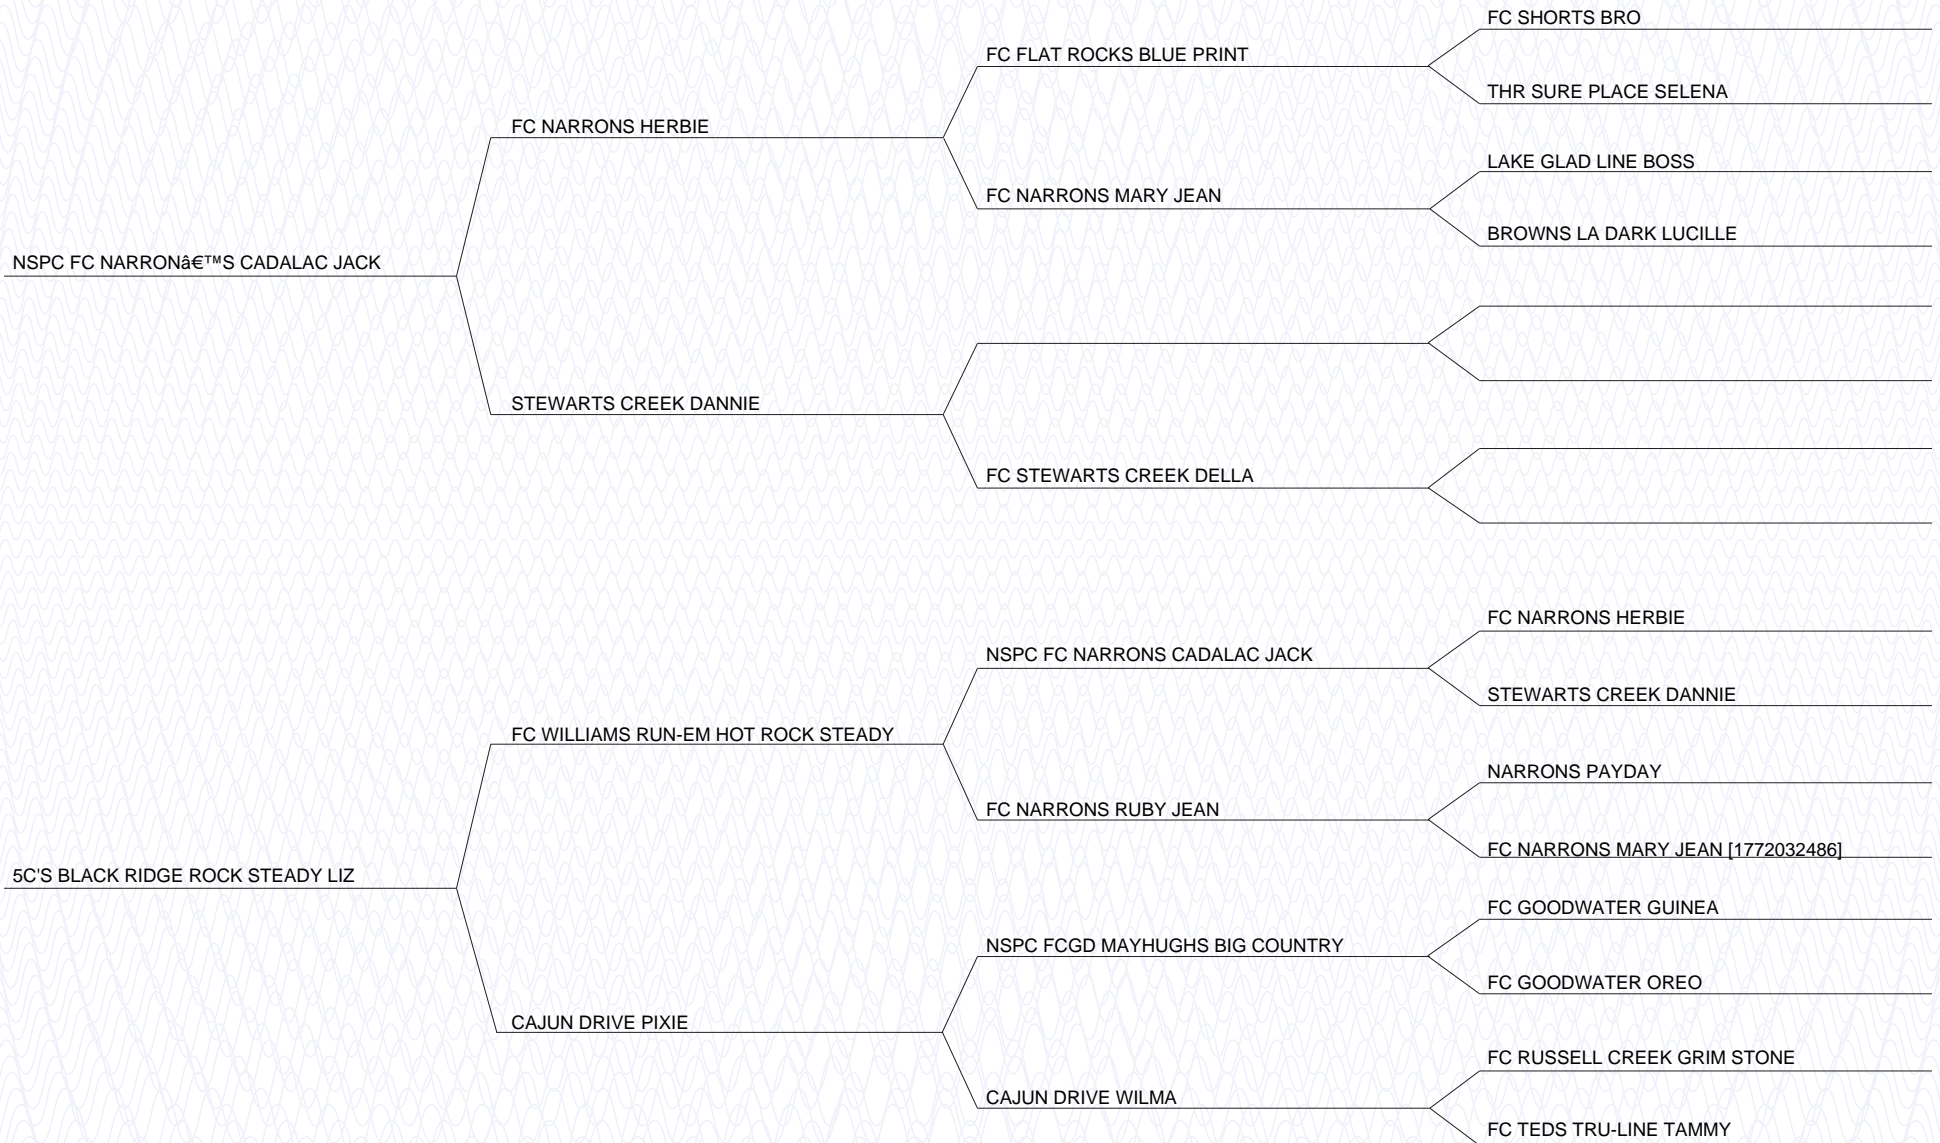 FC SHORTS BRO
FC FLAT ROCKS BLUE PRINT
THR SURE PLACE SELENA
FC NARRONS HERBIE
LAKE GLAD LINE BOSS
FC NARRONS MARY JEAN
BROWNS LA DARK LUCILLE
NSPC FC NARRONâ€™S CADALAC JACK
STEWARTS CREEK DANNIE
FC STEWARTS CREEK DELLA
FC NARRONS HERBIE
NSPC FC NARRONS CADALAC JACK
STEWARTS CREEK DANNIE
FC WILLIAMS RUN-EM HOT ROCK STEADY
NARRONS PAYDAY
FC NARRONS RUBY JEAN
FC NARRONS MARY JEAN [1772032486]
5C'S BLACK RIDGE ROCK STEADY LIZ
FC GOODWATER GUINEA
NSPC FCGD MAYHUGHS BIG COUNTRY
FC GOODWATER OREO
CAJUN DRIVE PIXIE
FC RUSSELL CREEK GRIM STONE
CAJUN DRIVE WILMA
FC TEDS TRU-LINE TAMMY